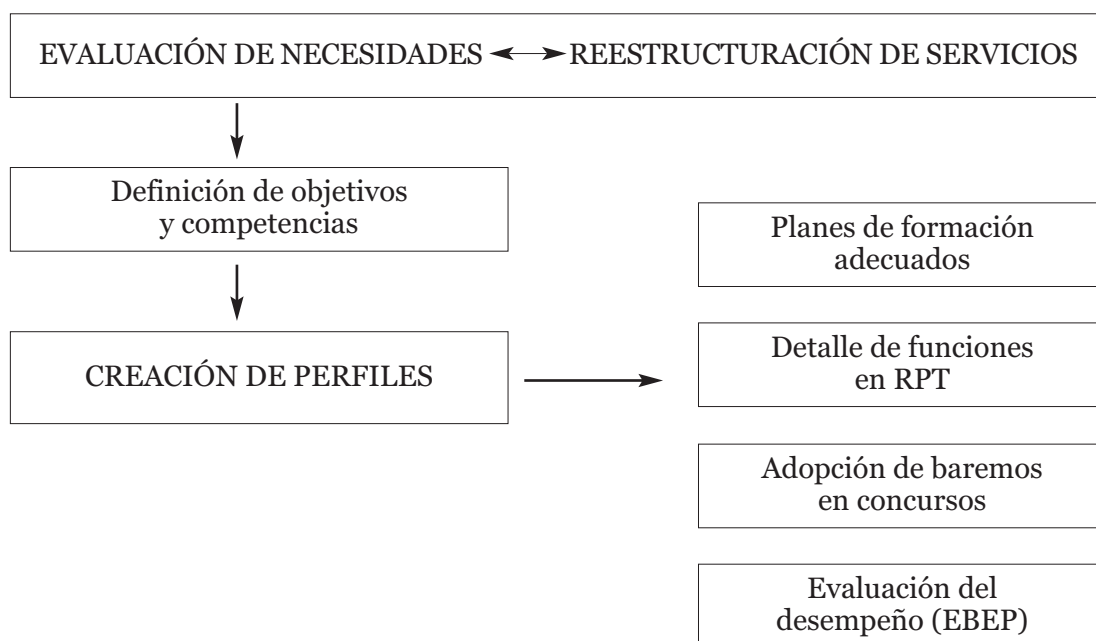 EVALUACIÓN DE NECESIDADES REESTRUCTURACIÓN DE SERVICIOS
Definición de objetivos
y competencias
CREACIÓN DE PERFILES
Planes de formación
adecuados
Detalle de funciones
en RPT
Adopción de baremos
en concursos
Evaluación del
desempeño (EBEP)